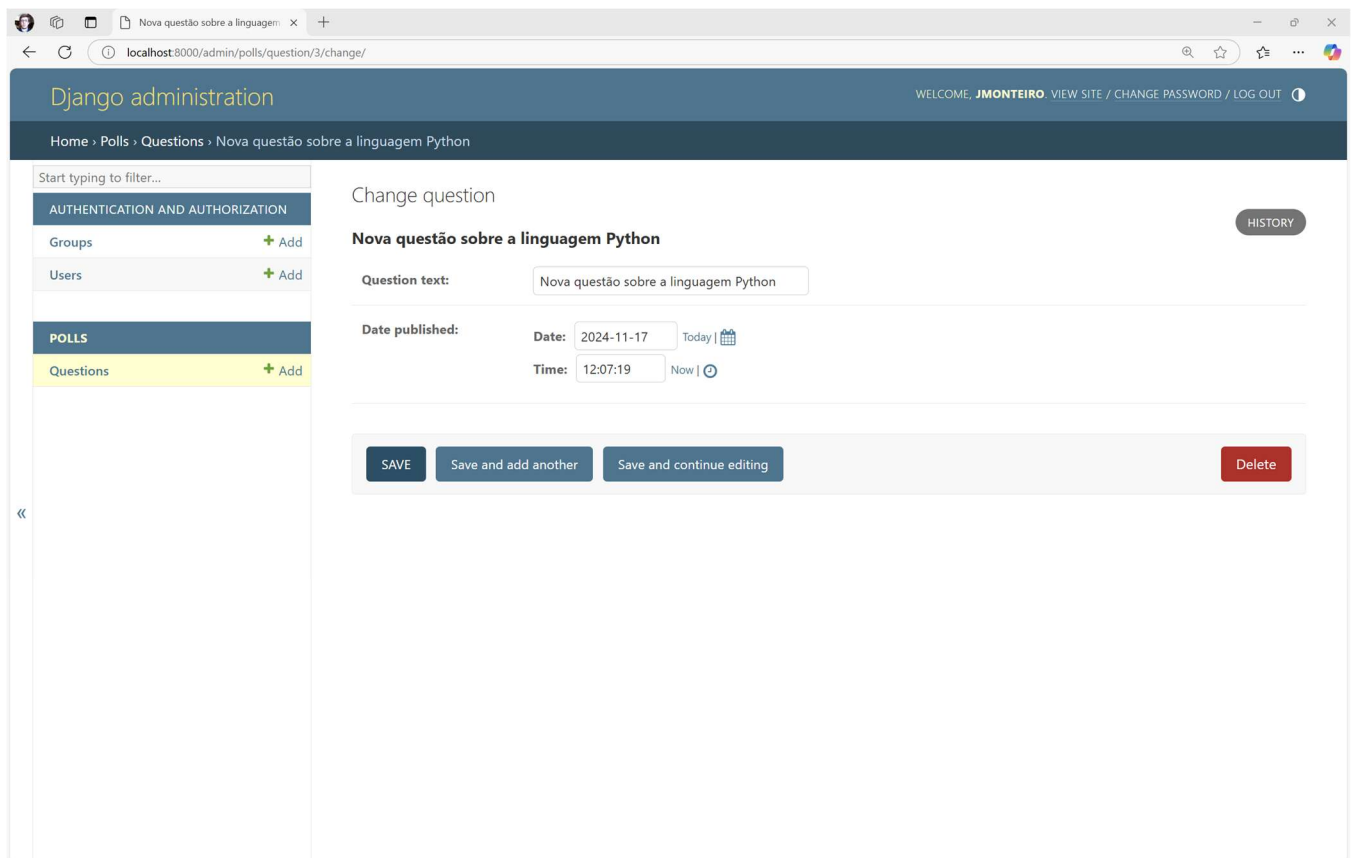 Nova questão sobre a linguagem
localhost:8000/admin/polls/question/3/change/
Django administration
WELCOME, JMONTEIRO. VIEW SITE / CHANGE PASSWORD / LOG OUT
Home › Polls › Questions › Nova questão sobre a linguagem Python
Start typing to filter...
AUTHENTICATION AND AUTHORIZATION
Groups + Add
Users + Add
POLLS
Questions + Add
«
Change question
HISTORY
Nova questão sobre a linguagem Python
Question text: Nova questão sobre a linguagem Python
Date published: Date: 2024-11-17 Today |
Time: 12:07:19 Now |
SAVE Save and add another Save and continue editing Delete